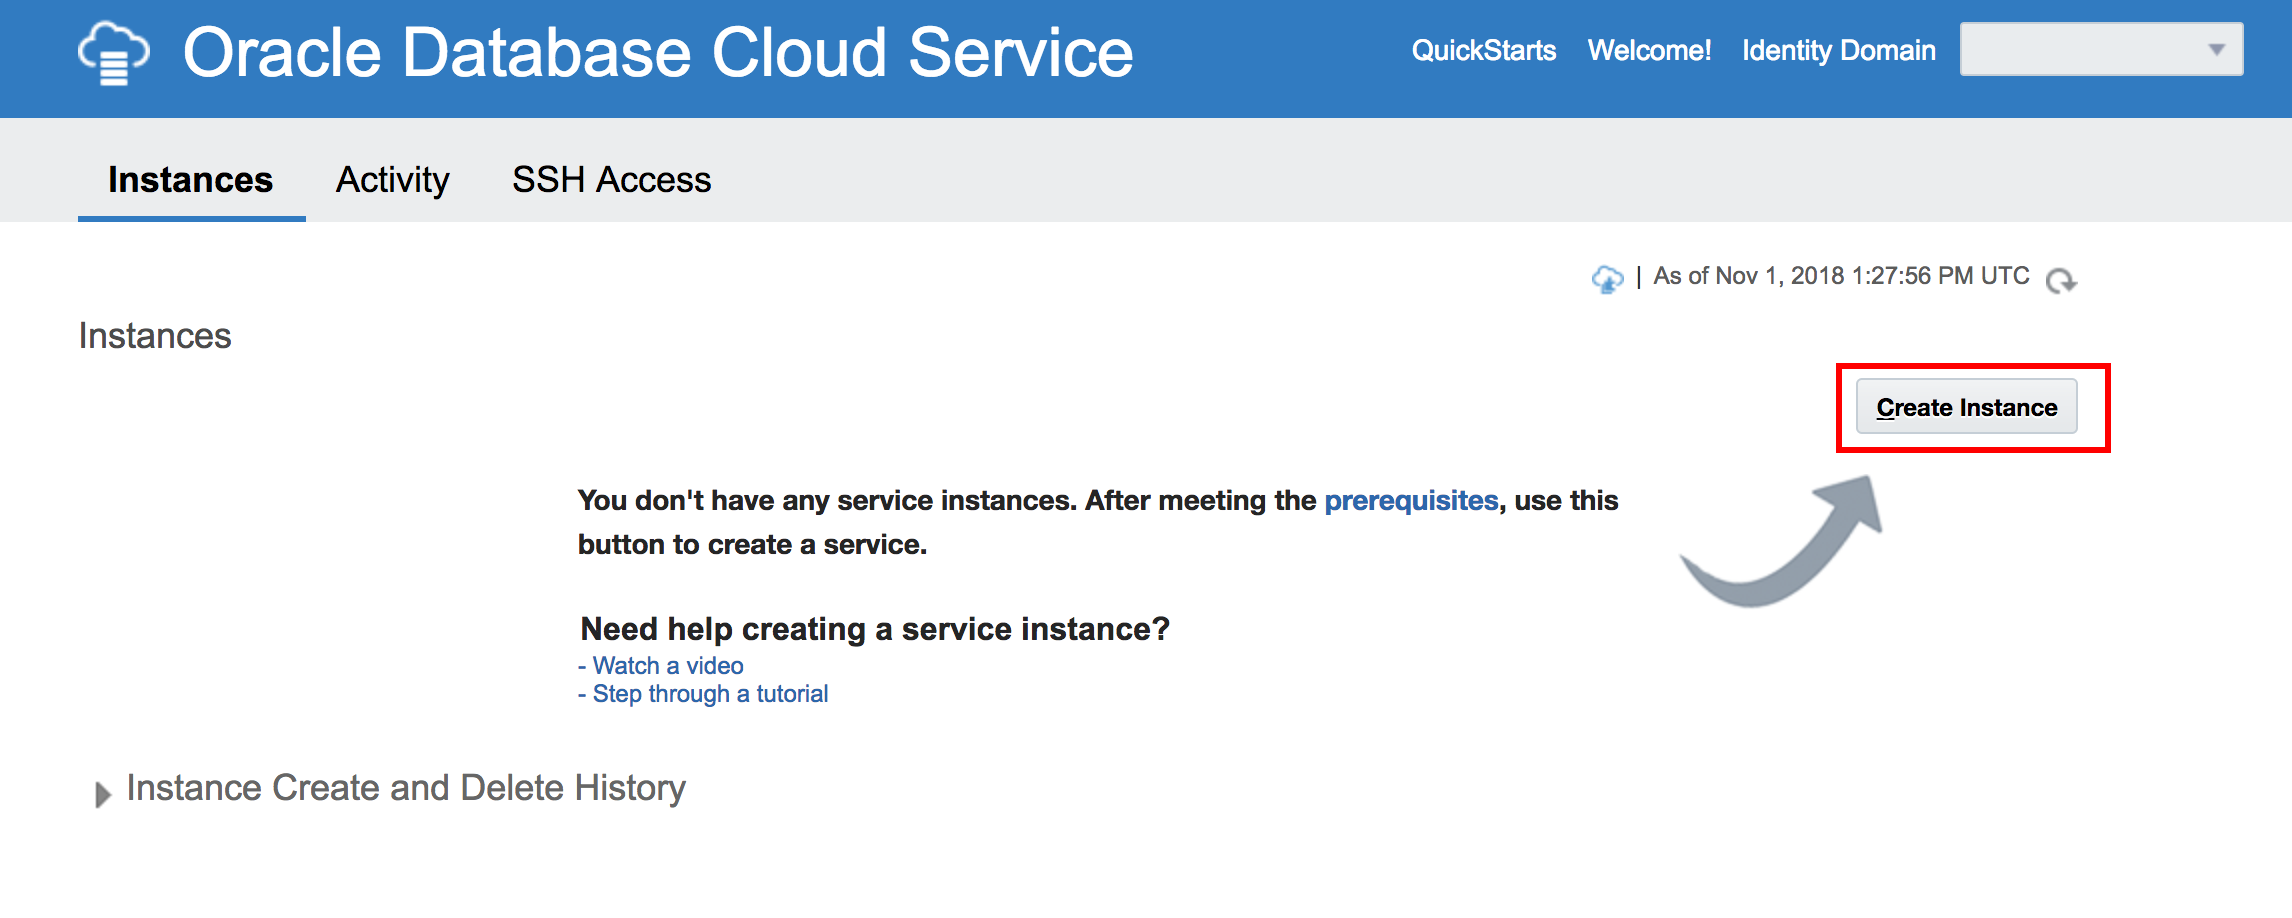 Oracle Database Cloud Service
QuickStarts Welcome! Identity Domain
Instances Activity SSH Access
| As of Nov 1, 2018 1:27:56 PM UTC
Instances
Create Instance
You don't have any service instances. After meeting the prerequisites, use this
button to create a service.
Need help creating a service instance?
- Watch a video
- Step through a tutorial
Instance Create and Delete History